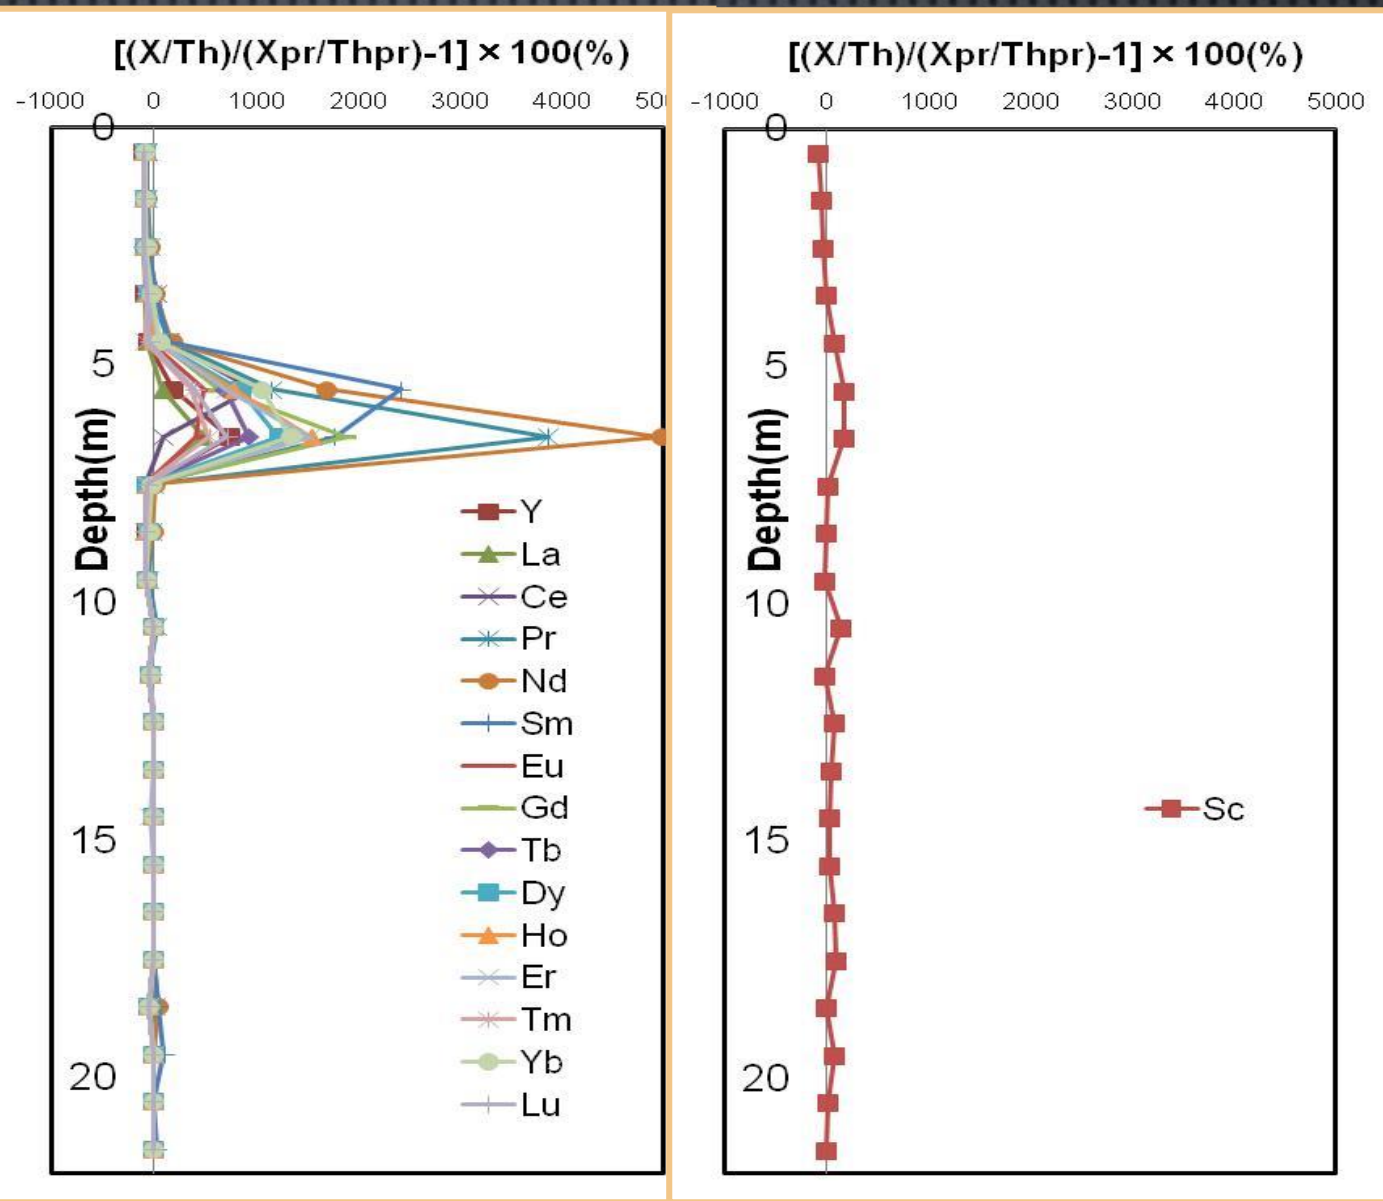 [(X/Th)/(Xpr/Thpr)-1] × 100(%)
-1000 0 1000 2000 3000 4000 500
0
5
10
15
20
Depth(m)
Y
La
Ce
Pr
Nd
Sm
Eu
Gd
Tb
Dy
Ho
Er
Tm
Yb
Lu
[(X/Th)/(Xpr/Thpr)-1] × 100(%)
-1000 0 1000 2000 3000 4000 5000
0
5
10
15
20
Depth(m)
Sc